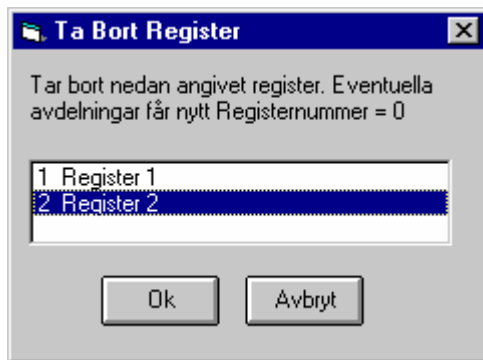 Ta Bort Register
Tar bort nedan angivet register. Eventuella
avdelningar får nytt Registernummer = 0
1 Register 1
2 Register 2
Ok
Avbryt